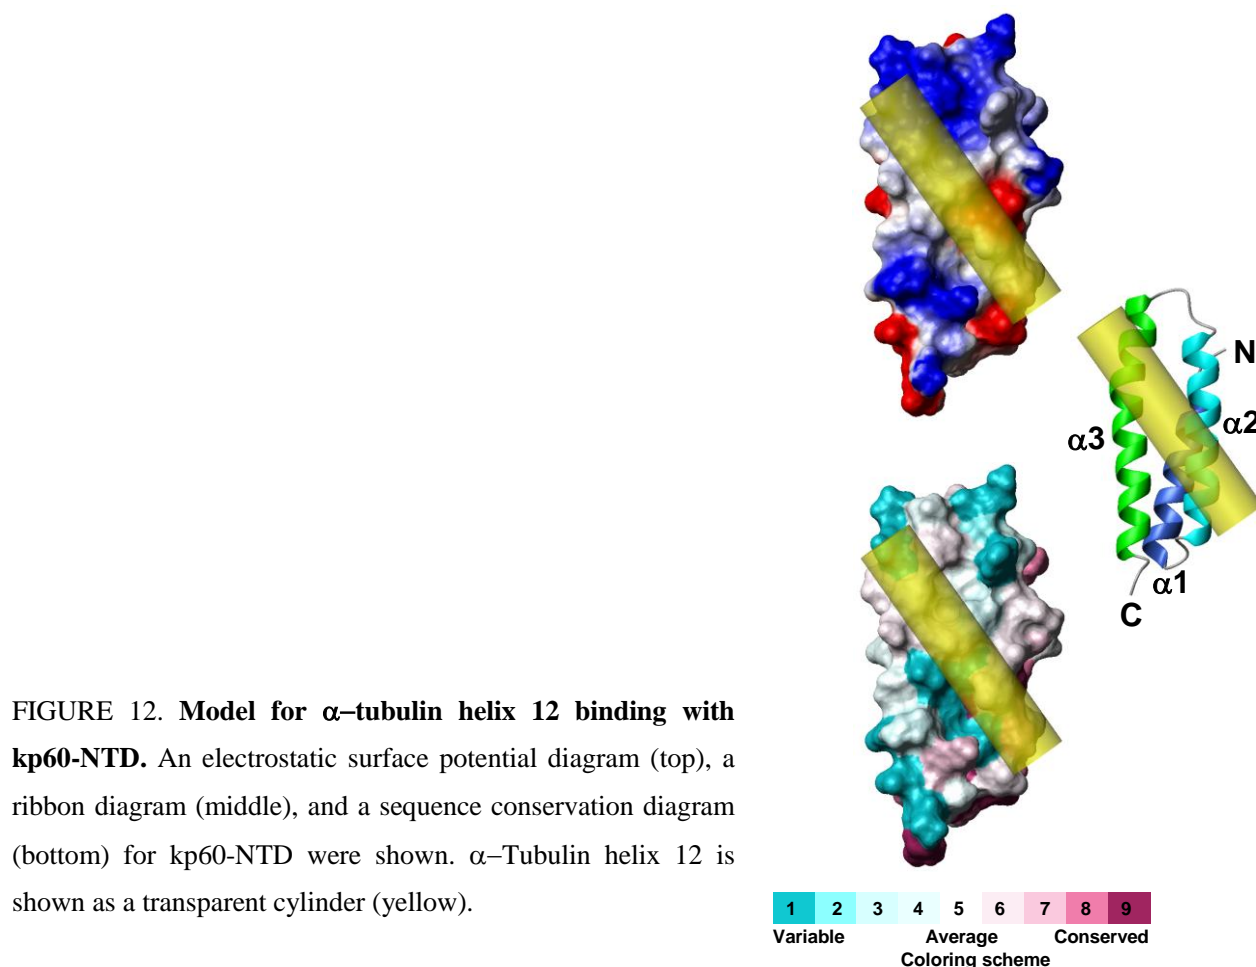 N
α2
α3
α1
C
FIGURE 12. Model for α–tubulin helix 12 binding with
kp60-NTD. An electrostatic surface potential diagram (top), a
ribbon diagram (middle), and a sequence conservation diagram
(bottom) for kp60-NTD were shown. α–Tubulin helix 12 is
shown as a transparent cylinder (yellow).
1 2 3 4 5 6 7 8 9
Variable Average Conserved
Coloring scheme